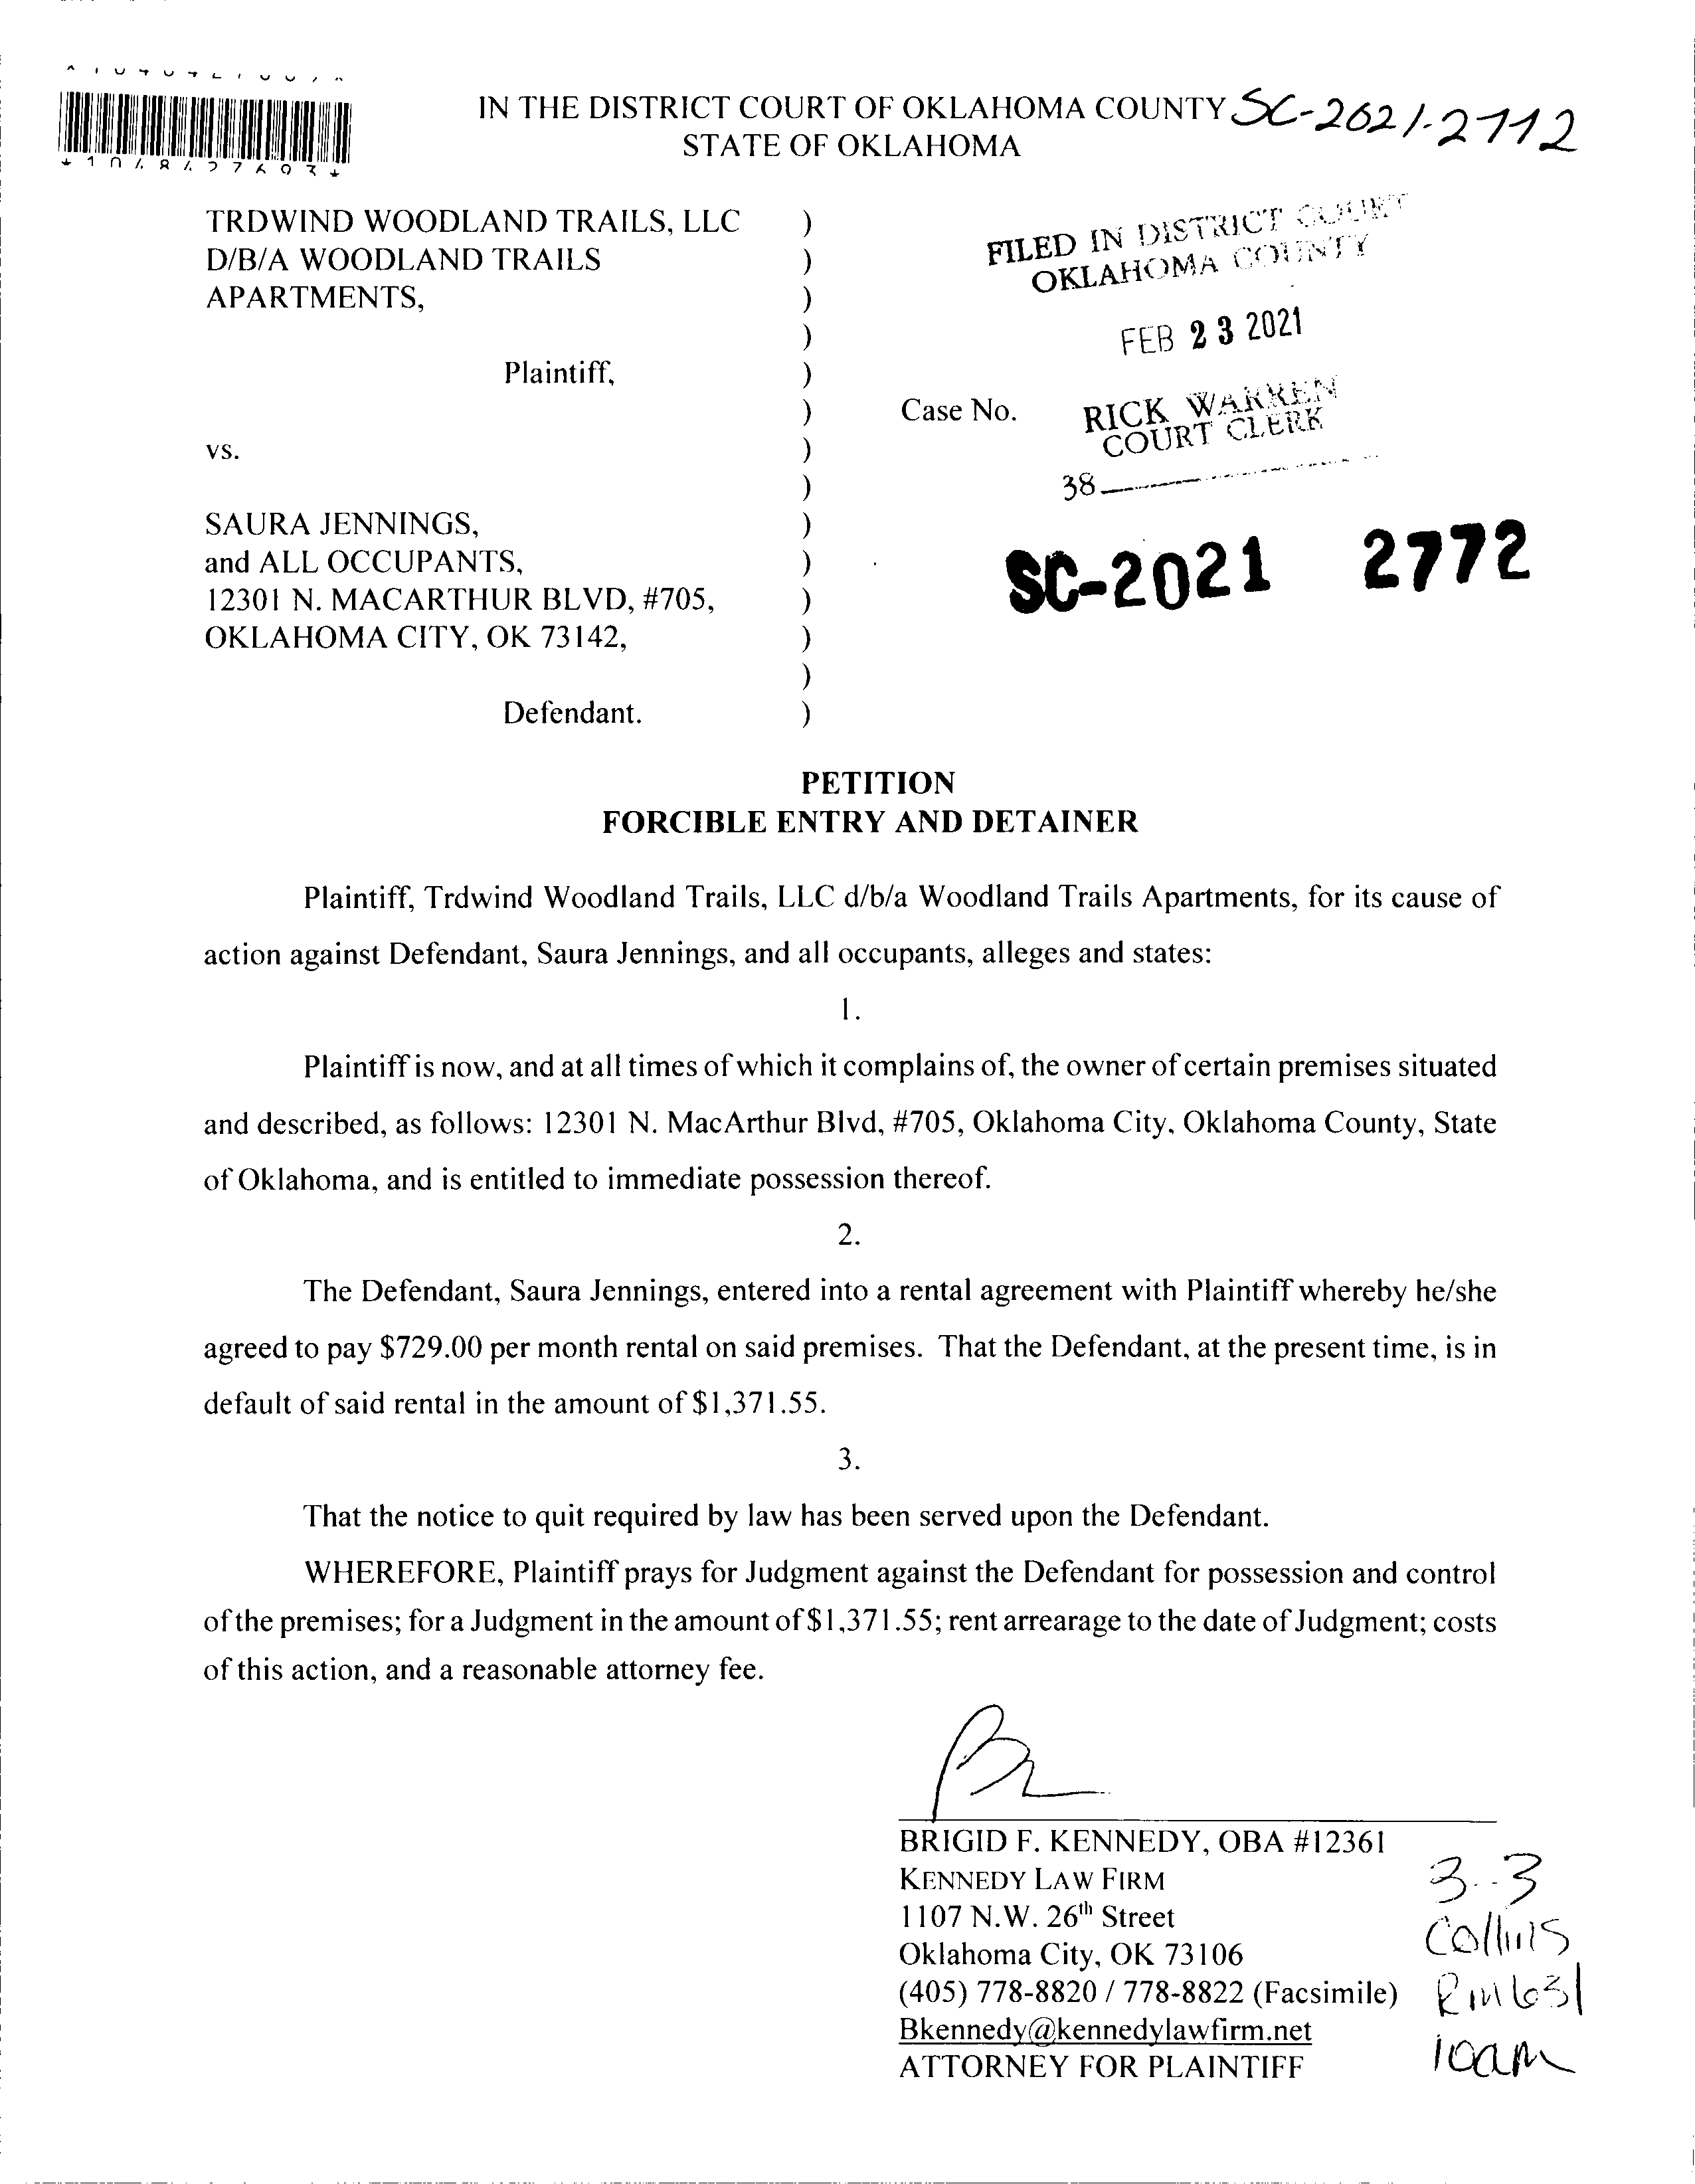 IN THE DISTRICT COURT OF OKLAHOMA COUNTY SC-2021-2772
STATE OF OKLAHOMA
TRDWIND WOODLAND TRAILS, LLC )
D/B/A WOODLAND TRAILS )
APARTMENTS, )
)
Plaintiff, )
) Case No.
vs. )
)
SAURA JENNINGS, )
and ALL OCCUPANTS, )
12301 N. MACARTHUR BLVD, #705, )
OKLAHOMA CITY, OK 73142, )
)
Defendant. )
FILED IN DISTRICT COURT
OKLAHOMA COUNTY
FEB 23 2021
RICK WARREN
COURT CLERK
38
SC-2021 2772
PETITION
FORCIBLE ENTRY AND DETAINER
Plaintiff, Trdwind Woodland Trails, LLC d/b/a Woodland Trails Apartments, for its cause of
action against Defendant, Saura Jennings, and all occupants, alleges and states:
1.
Plaintiff is now, and at all times of which it complains of, the owner of certain premises situated
and described, as follows: 12301 N. MacArthur Blvd, #705, Oklahoma City, Oklahoma County, State
of Oklahoma, and is entitled to immediate possession thereof.
2.
The Defendant, Saura Jennings, entered into a rental agreement with Plaintiff whereby he/she
agreed to pay $729.00 per month rental on said premises. That the Defendant, at the present time, is in
default of said rental in the amount of $1,371.55.
3.
That the notice to quit required by law has been served upon the Defendant.
WHEREFORE, Plaintiff prays for Judgment against the Defendant for possession and control
of the premises; for a Judgment in the amount of $1,371.55; rent arrearage to the date of Judgment; costs
of this action, and a reasonable attorney fee.
BRIGID F. KENNEDY, OBA #12361
KENNEDY LAW FIRM
1107 N.W. 26th Street
Oklahoma City, OK 73106
(405) 778-8820 / 778-8822 (Facsimile)
Bkennedy@kennedylawfirm.net
ATTORNEY FOR PLAINTIFF
3-3
Collins
Rm 631
10am